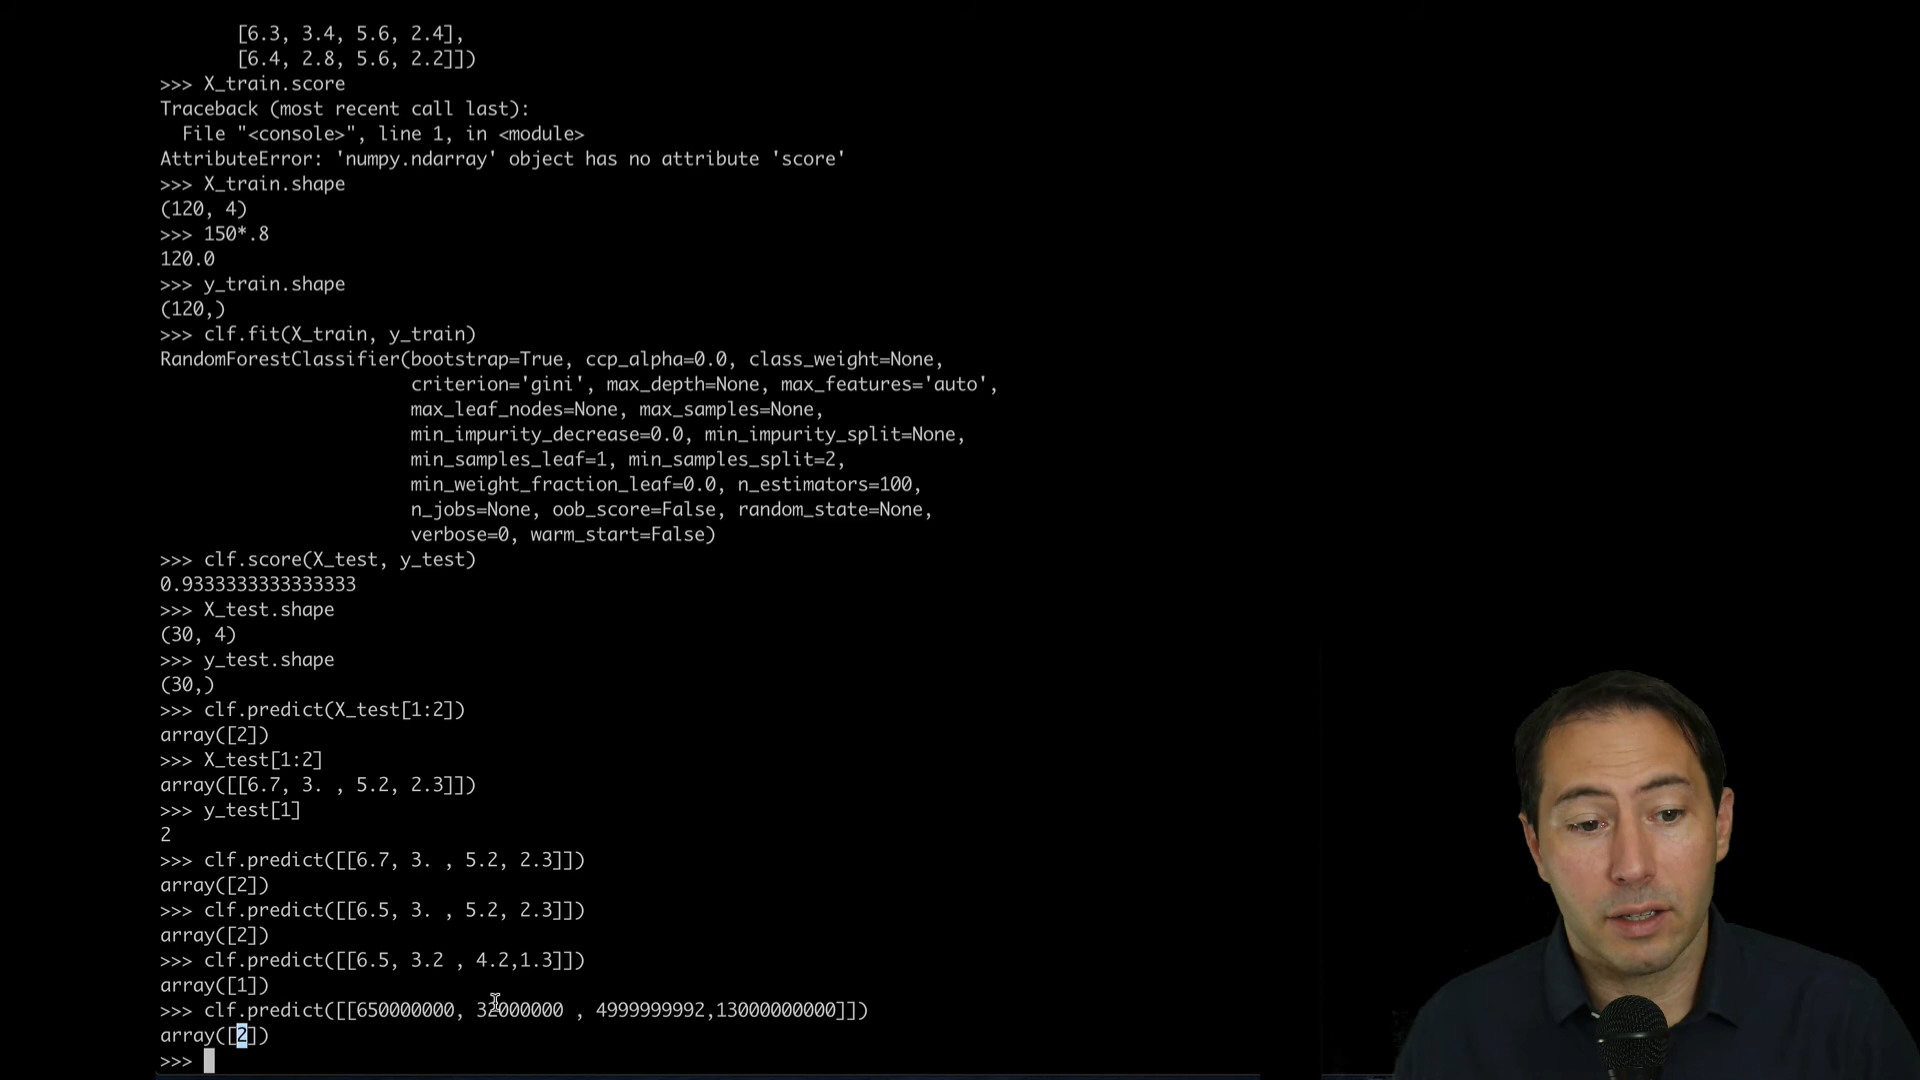 [6.3, 3.4, 5.6, 2.4],
[6.4, 2.8, 5.6, 2.2]])
>>> X_train.score
Traceback (most recent call last):
  File "<console>", line 1, in <module>
AttributeError: 'numpy.ndarray' object has no attribute 'score'
>>> X_train.shape
(120, 4)
>>> 150*.8
120.0
>>> y_train.shape
(120,)
>>> clf.fit(X_train, y_train)
RandomForestClassifier(bootstrap=True, ccp_alpha=0.0, class_weight=None,
                       criterion='gini', max_depth=None, max_features='auto',
                       max_leaf_nodes=None, max_samples=None,
                       min_impurity_decrease=0.0, min_impurity_split=None,
                       min_samples_leaf=1, min_samples_split=2,
                       min_weight_fraction_leaf=0.0, n_estimators=100,
                       n_jobs=None, oob_score=False, random_state=None,
                       verbose=0, warm_start=False)
>>> clf.score(X_test, y_test)
0.9333333333333333
>>> X_test.shape
(30, 4)
>>> y_test.shape
(30,)
>>> clf.predict(X_test[1:2])
array([2])
>>> X_test[1:2]
array([[6.7, 3. , 5.2, 2.3]])
>>> y_test[1]
2
>>> clf.predict([[6.7, 3. , 5.2, 2.3]])
array([2])
>>> clf.predict([[6.5, 3. , 5.2, 2.3]])
array([2])
>>> clf.predict([[6.5, 3.2 , 4.2,1.3]])
array([1])
>>> clf.predict([[650000000, 32000000 , 4999999992,13000000000]])
array([2])
>>>